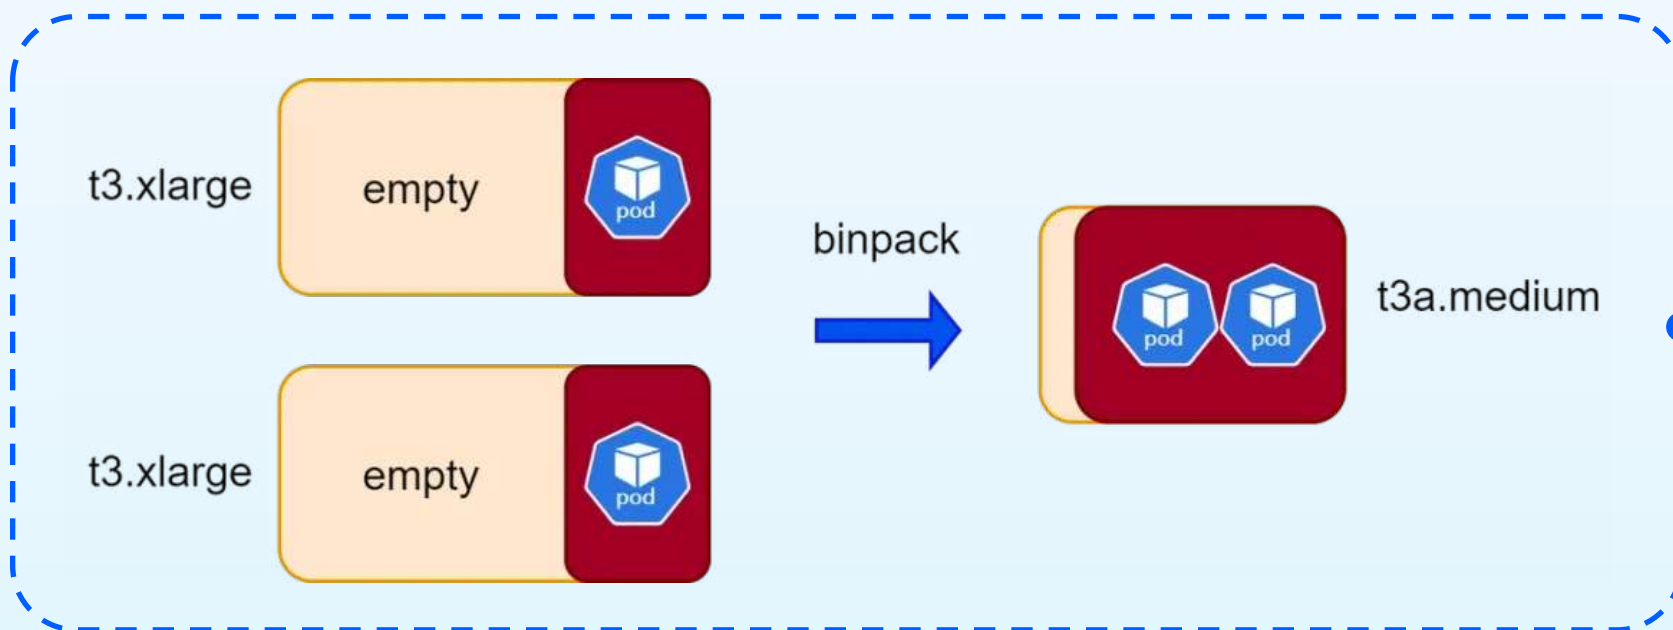 t3.xlarge
empty
pod
binpack
pod
pod
t3a.medium
t3.xlarge
empty
pod